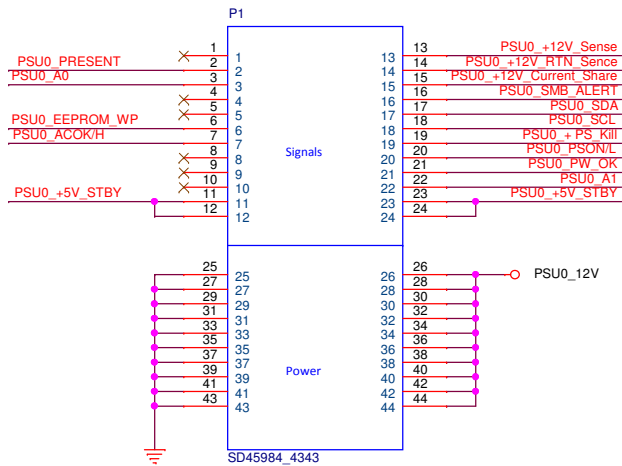 P1
1 1 13 13 PSU0_+12V_Sense
PSU0_PRESENT 2 2 14 14 PSU0_+12V_RTN_Sence
PSU0_A0 3 3 15 15 PSU0_+12V_Current_Share
4 4 16 16 PSU0_SMB_ALERT
5 5 17 17 PSU0_SDA
PSU0_EEPROM_WP 6 6 18 18 PSU0_SCL
PSU0_ACOK/H 7 7 19 19 PSU0_+ PS_Kill
8 8 Signals 20 20 PSU0_PSON/L
9 9 21 21 PSU0_PW_OK
10 10 22 22 PSU0_A1
PSU0_+5V_STBY 11 11 23 23 PSU0_+5V_STBY
12 12 24 24
25 25 26 26 PSU0_12V
27 27 28 28
29 29 30 30
31 31 32 32
33 33 34 34
35 35 36 36
37 37 Power 38 38
39 39 40 40
41 41 42 42
43 43 44 44
SD45984_4343